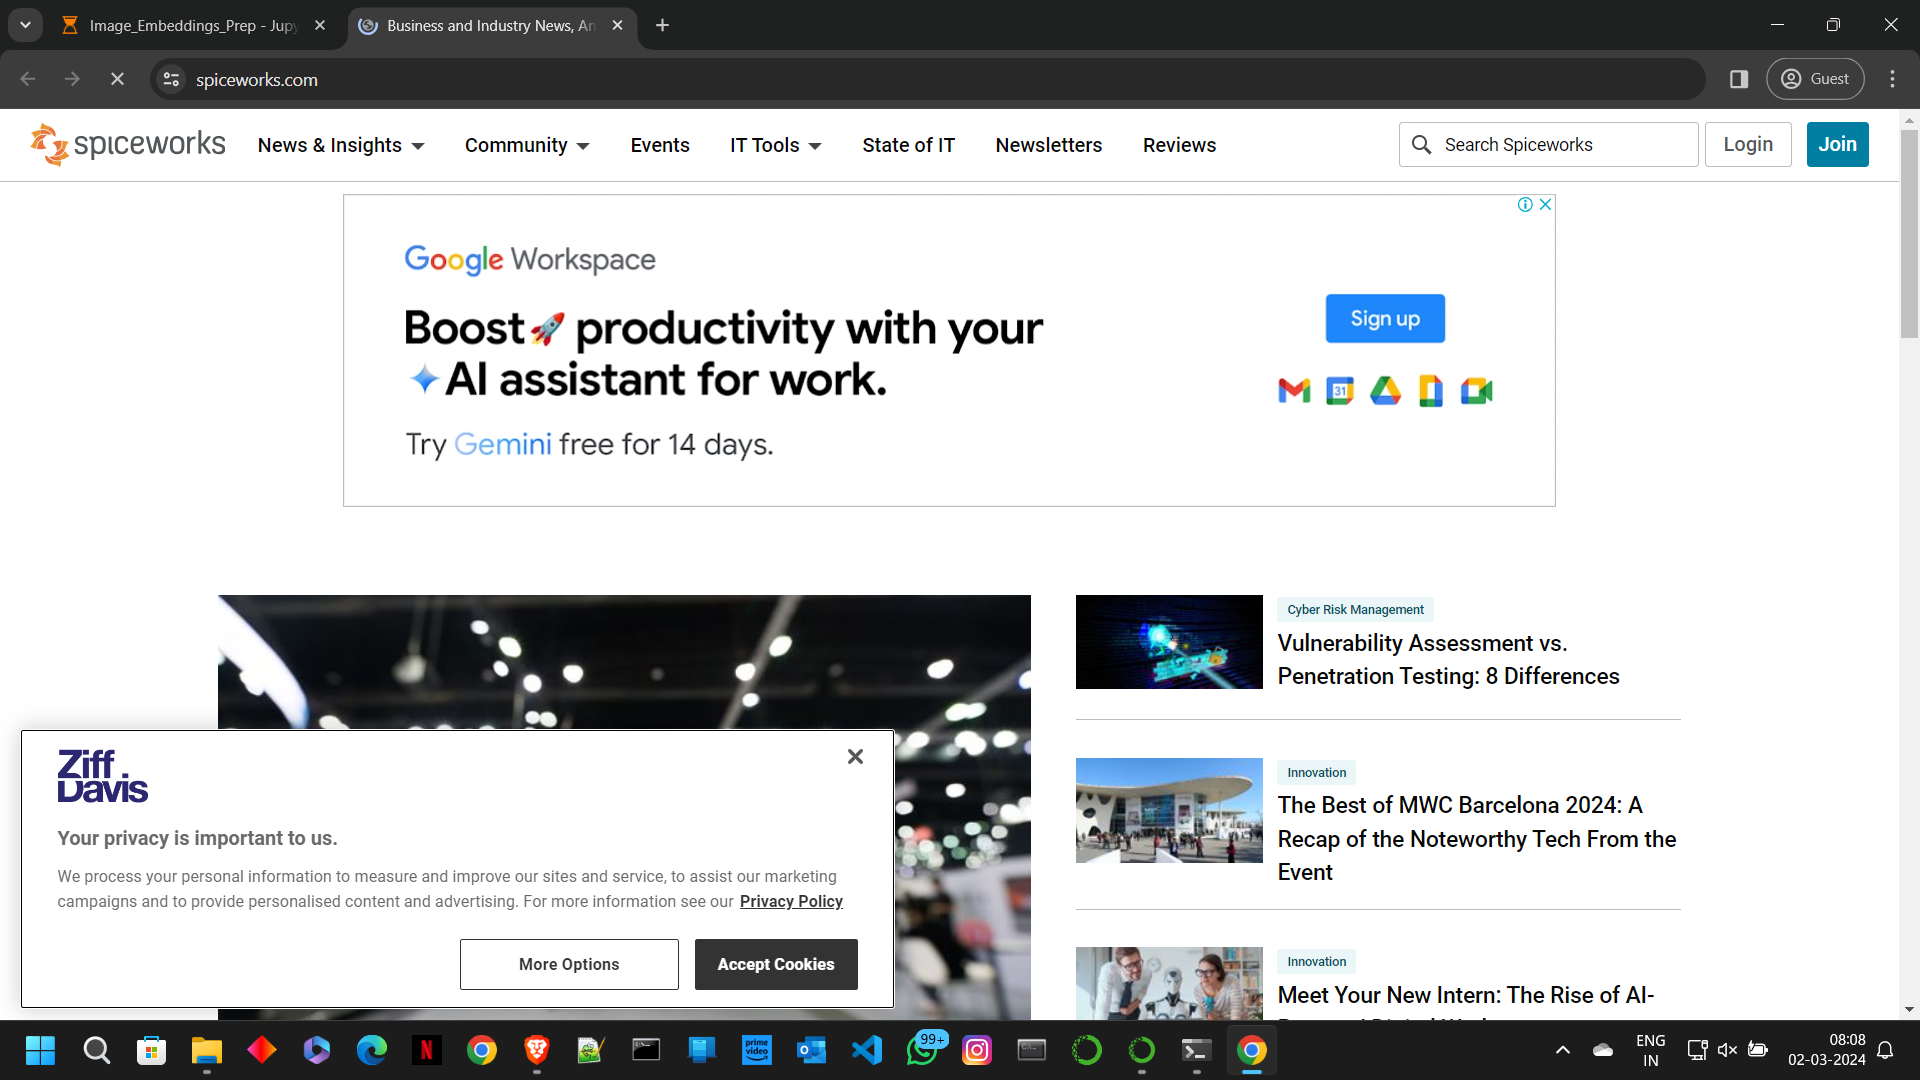 Image_Embeddings_Prep - Jupy
Business and Industry News, An
spiceworks.com
Guest
spiceworks
News & Insights
Community
Events
IT Tools
State of IT
Newsletters
Reviews
Search Spiceworks
Login
Join
Google Workspace
Boost🚀 productivity with your
AI assistant for work.
Try Gemini free for 14 days.
Sign up
31
Cyber Risk Management
Vulnerability Assessment vs.
Penetration Testing: 8 Differences
Innovation
The Best of MWC Barcelona 2024: A
Recap of the Noteworthy Tech From the
Event
Innovation
Meet Your New Intern: The Rise of AI-
Ziff
Davis
Your privacy is important to us.
We process your personal information to measure and improve our sites and service, to assist our marketing
campaigns and to provide personalised content and advertising. For more information see our Privacy Policy
More Options
Accept Cookies
N
prime
video
99+
ENG
IN
08:08
02-03-2024